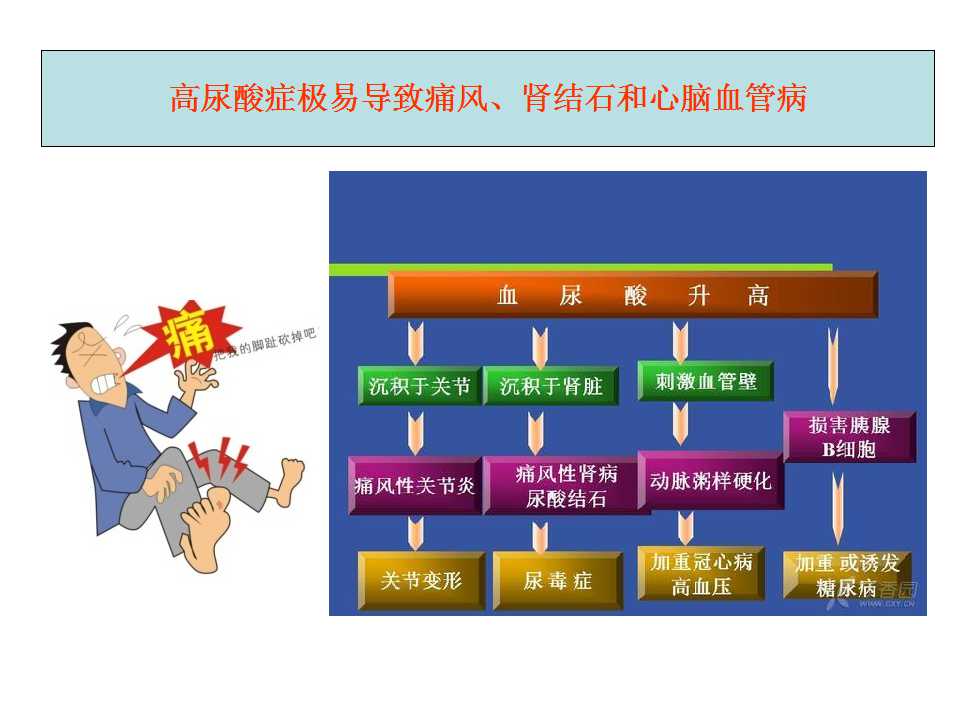 高尿酸症极易导致痛风、肾结石和心脑血管病
痛
把我的脚趾砍掉吧
血尿酸升高
沉积于关节
沉积于肾脏
刺激血管壁
损害胰腺
B细胞
痛风性关节炎
痛风性肾病
尿酸结石
动脉粥样硬化
关节变形
尿毒症
加重冠心病
高血压
加重或诱发
糖尿病
香园
WWW.GXY.CN